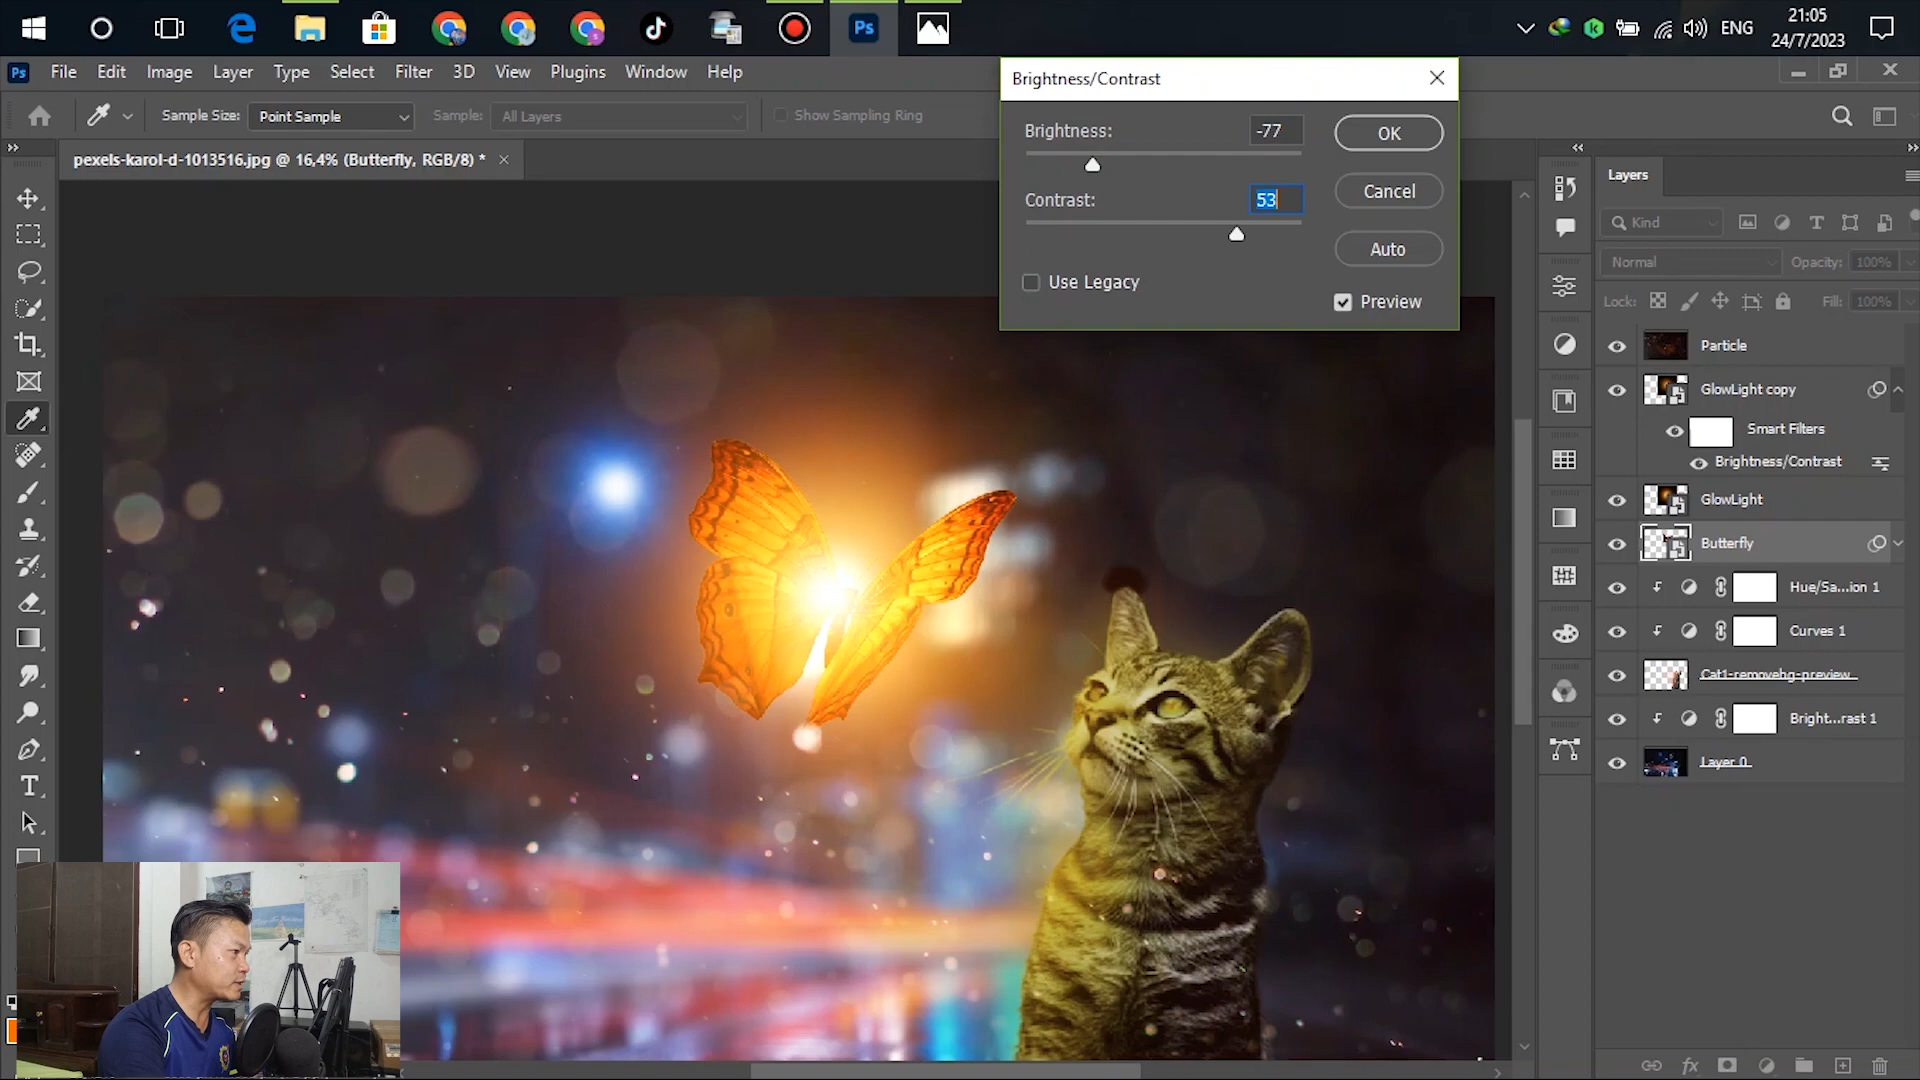 Ps
ENG
21:05
24/7/2023
Ps
File
Edit
Image
Layer
Type
Select
Filter
3D
View
Plugins
Window
Help
Sample Size:
Point Sample
Sample:
All Layers
Show Sampling Ring
pexels-karol-d-1013516.jpg @ 16,4% (Butterfly, RGB/8) *
Brightness/Contrast
Brightness:
-77
OK
Contrast:
53
Cancel
Auto
Use Legacy
Preview
Layers
Kind
Normal
Opacity:
100%
Lock:
Fill:
100%
Particle
GlowLight copy
Smart Filters
Brightness/Contrast
GlowLight
Butterfly
Hue/Sa...ion 1
Curves 1
Cat1-removebg-preview
Bright...rast 1
Layer 0
fx